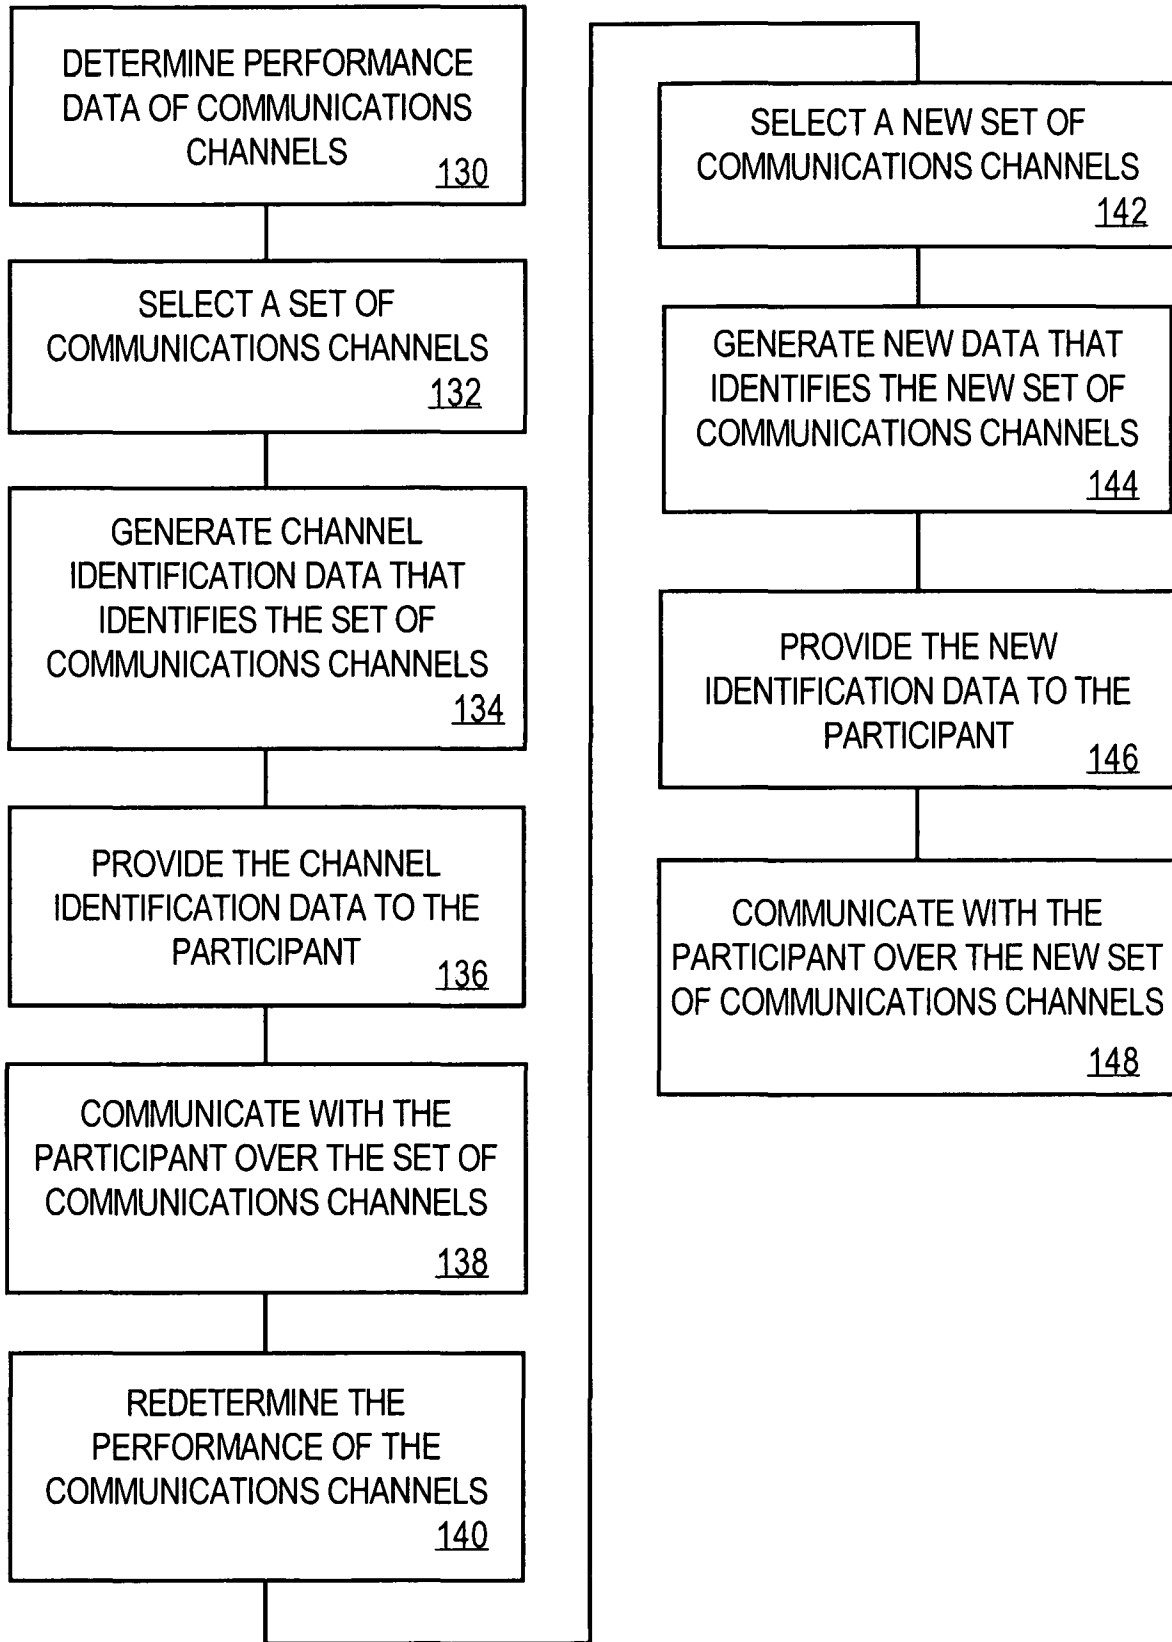 DETERMINE PERFORMANCE
DATA OF COMMUNICATIONS
CHANNELS
130
SELECT A SET OF
COMMUNICATIONS CHANNELS
132
GENERATE CHANNEL
IDENTIFICATION DATA THAT
IDENTIFIES THE SET OF
COMMUNICATIONS CHANNELS
134
PROVIDE THE CHANNEL
IDENTIFICATION DATA TO THE
PARTICIPANT
136
COMMUNICATE WITH THE
PARTICIPANT OVER THE SET OF
COMMUNICATIONS CHANNELS
138
REDETERMINE THE
PERFORMANCE OF THE
COMMUNICATIONS CHANNELS
140
SELECT A NEW SET OF
COMMUNICATIONS CHANNELS
142
GENERATE NEW DATA THAT
IDENTIFIES THE NEW SET OF
COMMUNICATIONS CHANNELS
144
PROVIDE THE NEW
IDENTIFICATION DATA TO THE
PARTICIPANT
146
COMMUNICATE WITH THE
PARTICIPANT OVER THE NEW SET
OF COMMUNICATIONS CHANNELS
148